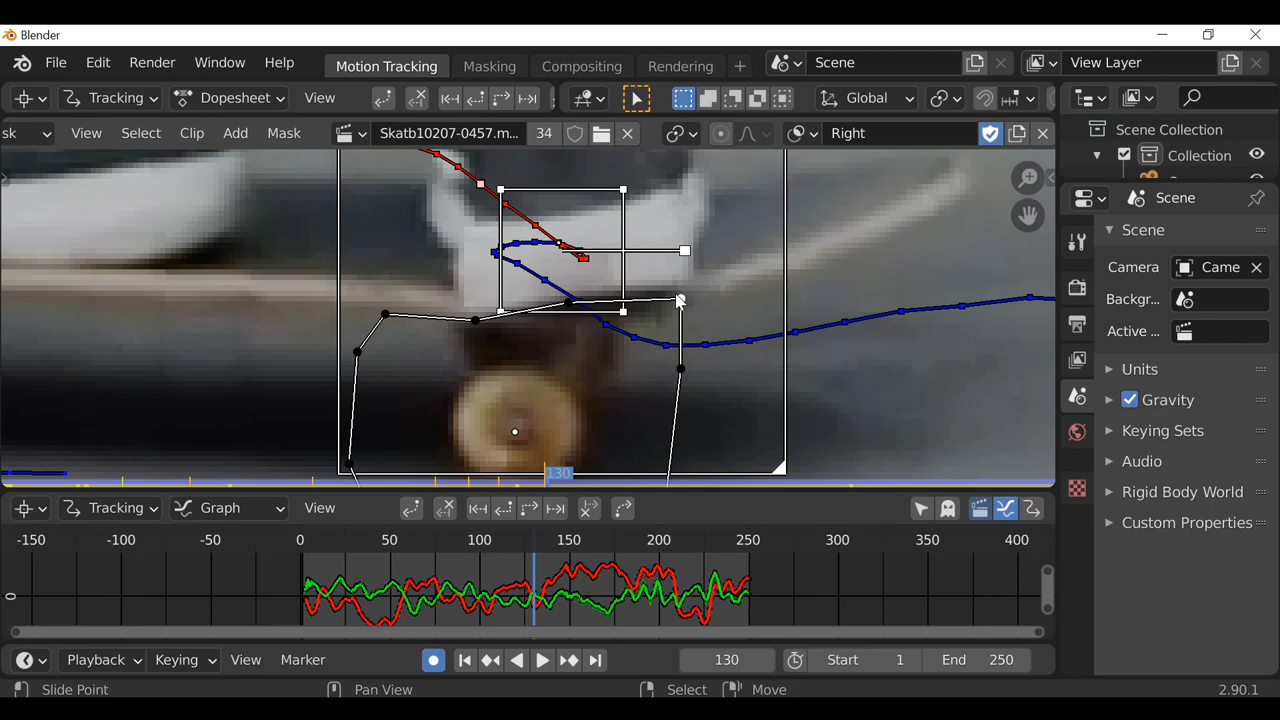 Blender
File Edit Render Window Help Motion Tracking Masking Compositing Rendering + Scene View Layer
Tracking Dopesheet View Global
sk View Select Clip Add Mask Skatb10207-0457.m... 34 Right
Scene Collection
Collection
Scene
Scene
Camera Came
Backgr...
Active ...
Units
Gravity
Keying Sets
Audio
Rigid Body World
Custom Properties
130
Tracking Graph View
-150 -100 -50 0 50 100 150 200 250 300 350 400
0
Playback Keying View Marker 130 Start 1 End 250
Slide Point Pan View Select Move 2.90.1